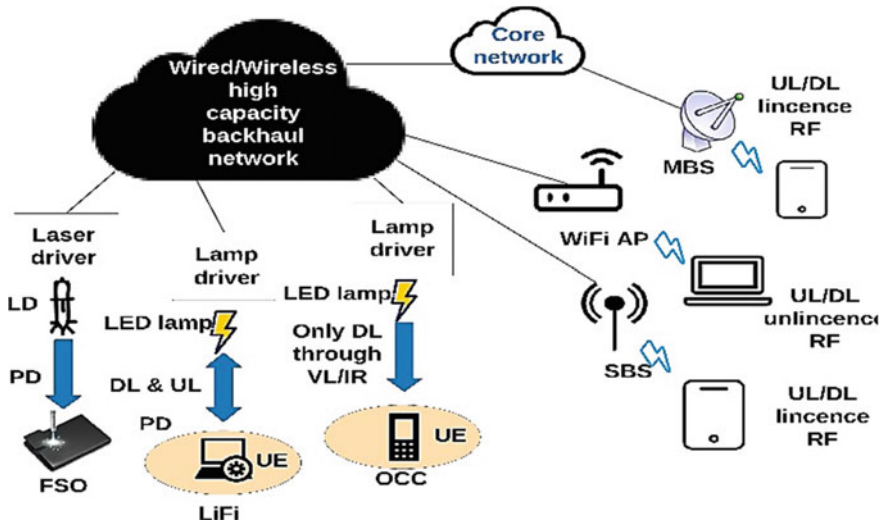 Core
network
Wired/Wireless
high
capacity
backhaul
network
UL/DL
lincence
RF
MBS
WiFi AP
UL/DL
unlincence
RF
SBS
UL/DL
lincence
RF
Laser
driver
LD
PD
FSO
Lamp
driver
LED lamp
DL & UL
PD
UE
LiFi
Lamp
driver
LED lamp
Only DL
through
VL/IR
UE
OCC